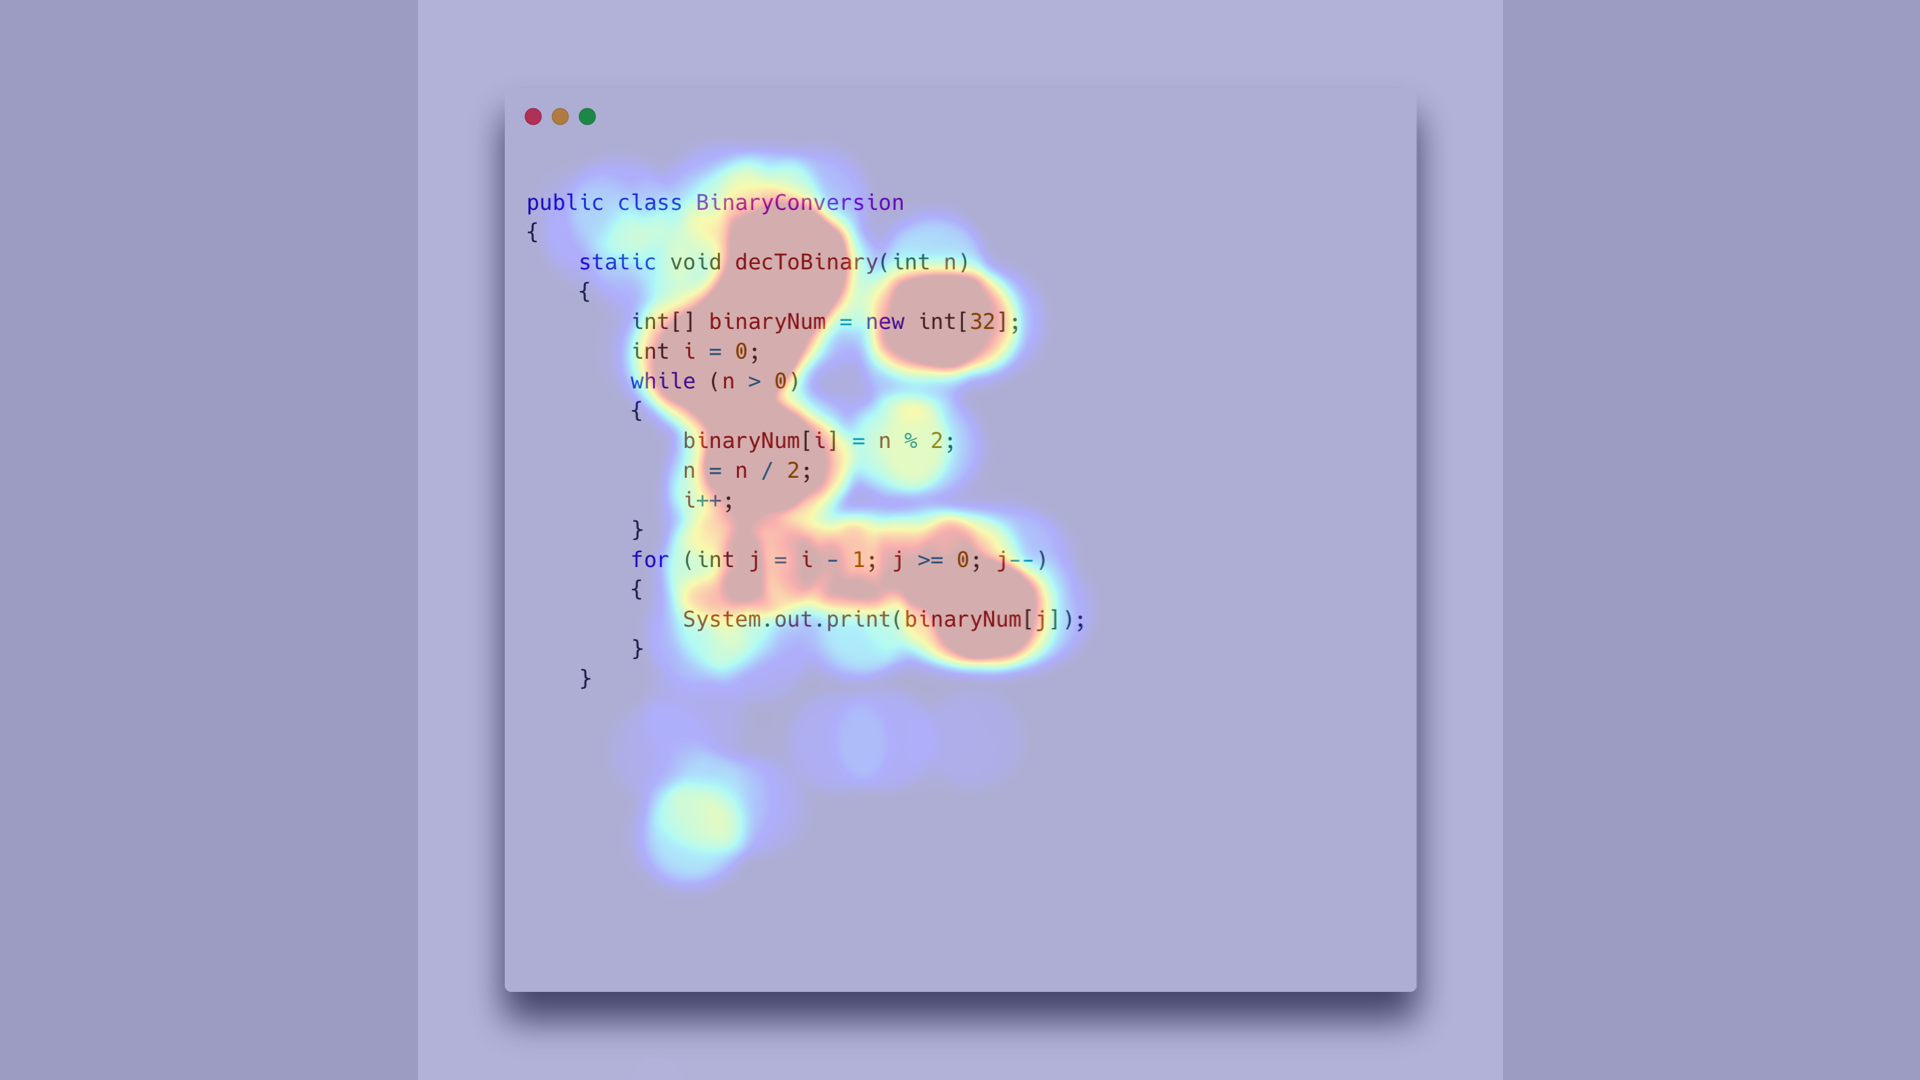 public class BinaryConversion
{
    static void decToBinary(int n)
    {
        int[] binaryNum = new int[32];
        int i = 0;
        while (n > 0)
        {
            binaryNum[i] = n % 2;
            n = n / 2;
            i++;
        }
        for (int j = i - 1; j >= 0; j--)
        {
            System.out.print(binaryNum[j]);
        }
    }